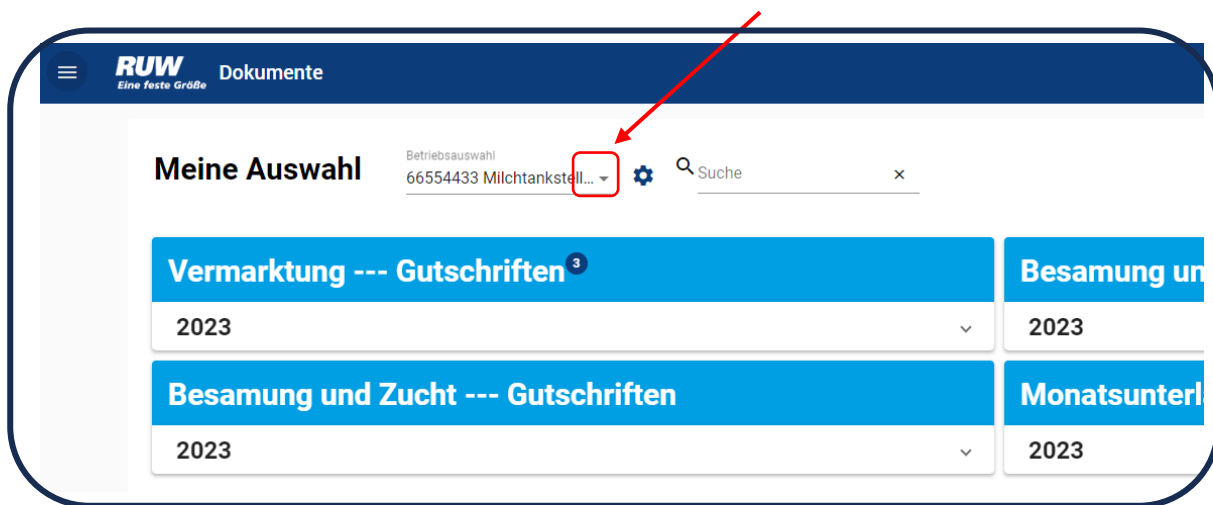 RUW
Eine feste Größe
Dokumente
Meine Auswahl
Betriebsauswahl
66554433 Milchtankstell...
Suche
Vermarktung --- Gutschriften 3
2023
Besamung un
2023
Besamung und Zucht --- Gutschriften
2023
Monatsunterl
2023